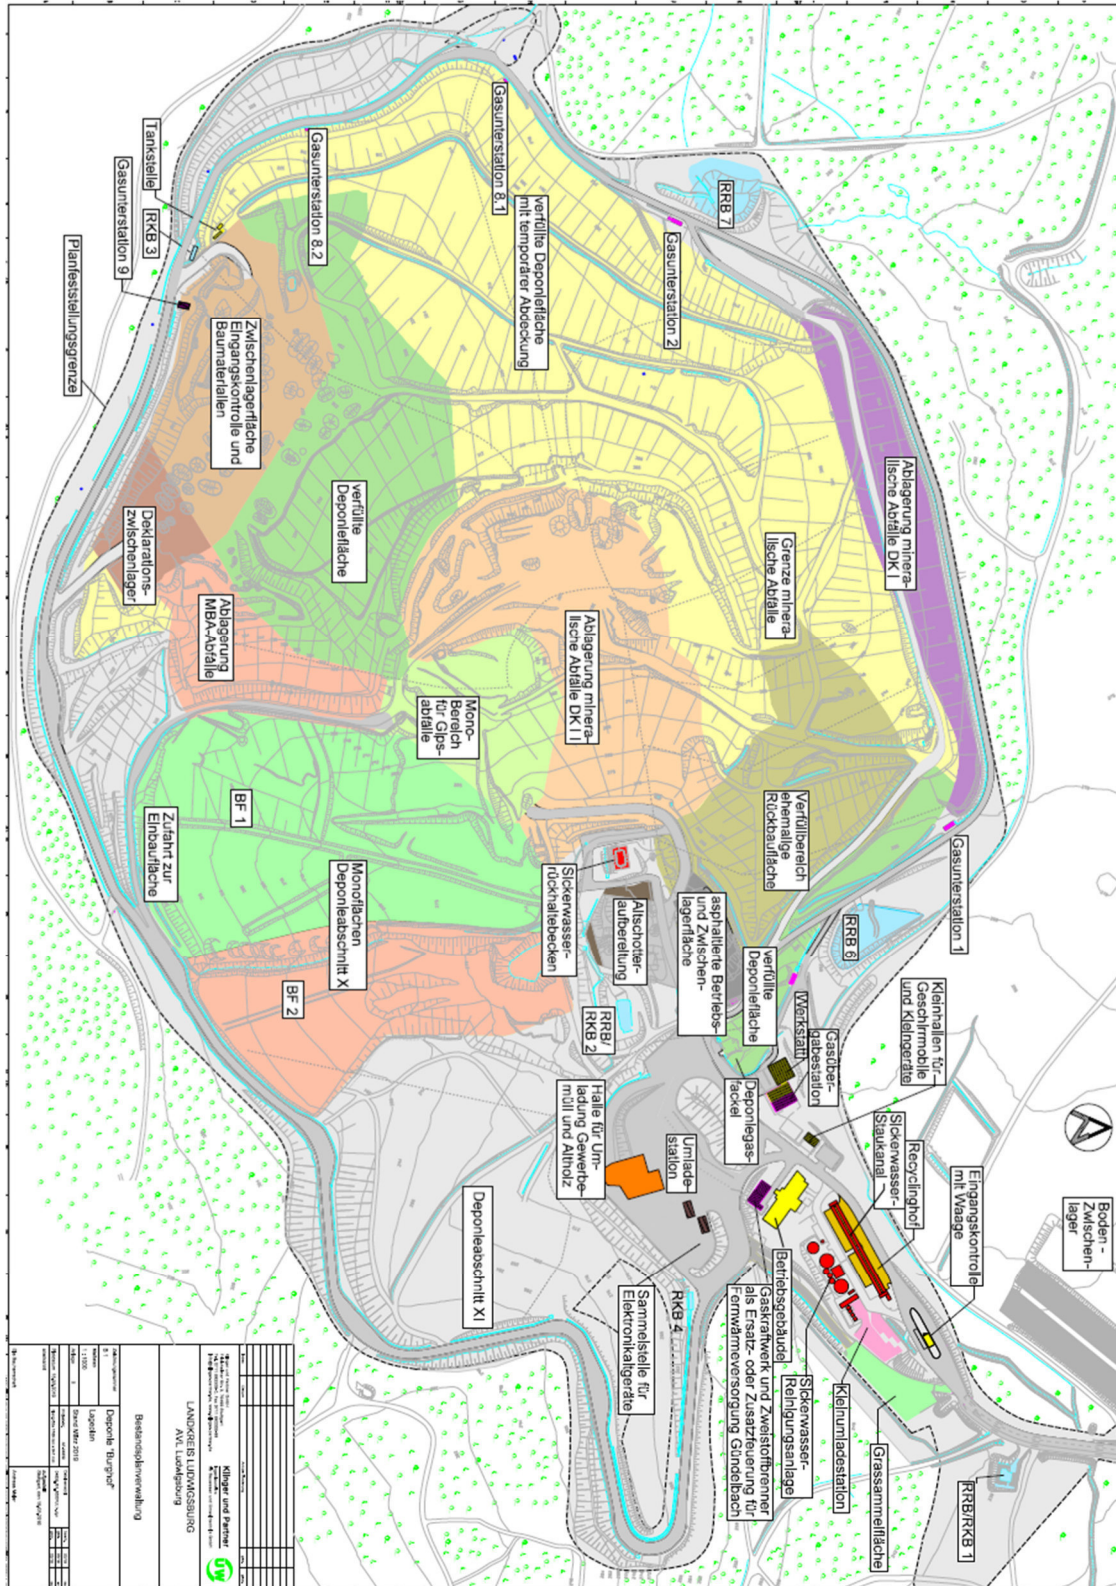 Gasunterstation 8.1
Gasunterstation 8.2
Tankstelle
RKB 3
Gasunterstation 9
Planfeststellungsgrenze
verfüllte Deponiefläche
mit temporärer Abdeckung
RRB 7
Gasunterstation 2
Zwischenlagerfläche
Eingangskontrolle und
Baumaterialien
Deklarations-
zwischenlager
verfüllte
Deponiefläche
Ablagerung
MBA-Abfälle
Ablagerung minera-
lische Abfälle DK I
Grenze minera-
lische Abfälle
Ablagerung minera-
lische Abfälle DK II
Mono-
Bereich
für Gips-
abfälle
Verfüllbereich
ehemalige
Rückbaufläche
Gasunterstation 1
RRB 6
BF 1
Zufahrt zur
Einbaufläche
Monoflächen
Deponieabschnitt X
BF 2
Sickerwasser-
rückhaltebecken
Altschotter-
aufbereitung
asphaltierte Betriebs-
und Zwischen-
lagerfläche
verfüllte
Deponiefläche
RRB/
RKB 2
Werkstatt
Gasüber-
gabestation
Kleinhallen für
Geschirrmobile
und Kleingeräte
Deponiegas-
fackel
Halle für Um-
ladung Gewerbe-
müll und Altholz
Umlade-
station
Sickerwasser-
Staukanal
Recyclinghof
Eingangskontrolle
mit Waage
Boden -
Zwischen-
lager
Deponieabschnitt XI
Sammelstelle für
Elektronikaltgeräte
RKB 4
Betriebsgebäude
Gaskraftwerk und Zweistoffbrenner
als Ersatz- oder Zusatzfeuerung für
Fernwärmeversorgung Gündelbach
Sickerwasser-
Reinigungsanlage
Kleinumladestation
Grassammelfläche
RRB/RKB 1
Klinger und Partner
LANDKREIS LUDWIGSBURG
AVL Ludwigsburg
Bestandsplanverwaltung
Deponie "Burghof"
Lageplan